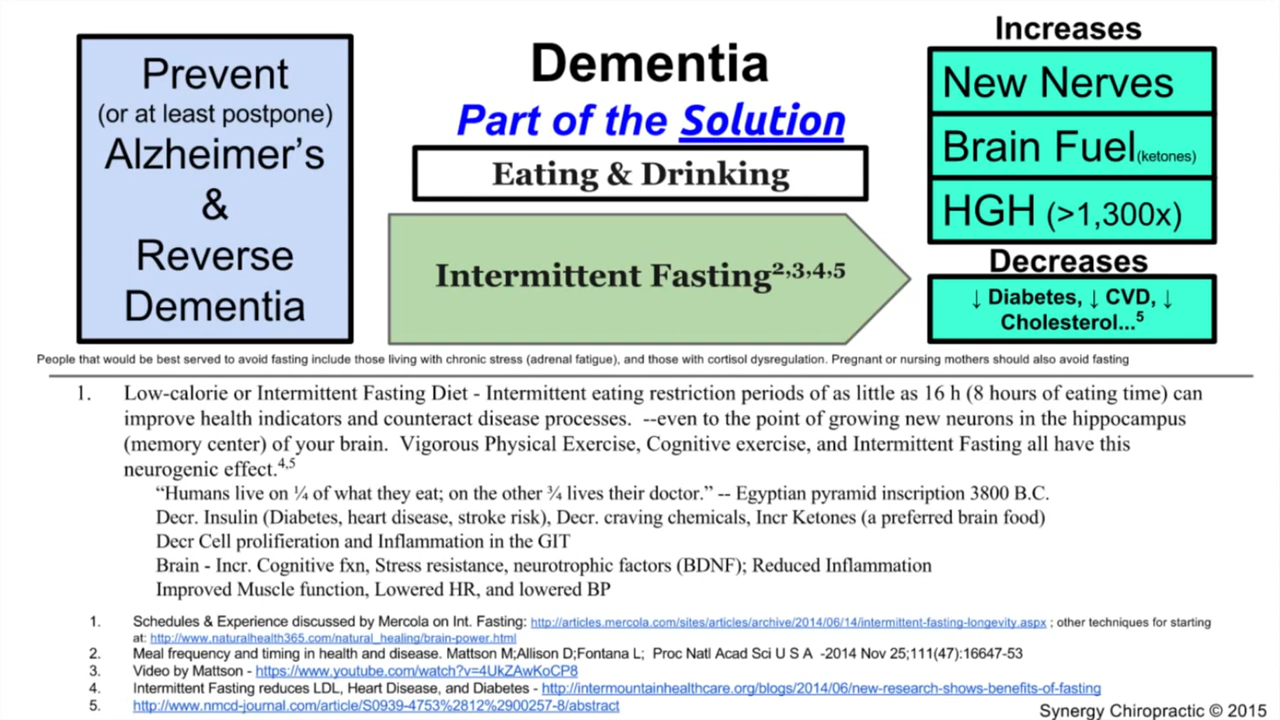 Prevent
(or at least postpone)
Alzheimer's
&
Reverse
Dementia
Dementia
Part of the Solution
Eating & Drinking
Intermittent Fasting2,3,4,5
Increases
New Nerves
Brain Fuel(ketones)
HGH (>1,300x)
Decreases
↓ Diabetes, ↓ CVD, ↓
Cholesterol...5
People that would be best served to avoid fasting include those living with chronic stress (adrenal fatigue), and those with cortisol dysregulation. Pregnant or nursing mothers should also avoid fasting
1. Low-calorie or Intermittent Fasting Diet - Intermittent eating restriction periods of as little as 16 h (8 hours of eating time) can
improve health indicators and counteract disease processes. --even to the point of growing new neurons in the hippocampus
(memory center) of your brain. Vigorous Physical Exercise, Cognitive exercise, and Intermittent Fasting all have this
neurogenic effect.4,5
“Humans live on ¼ of what they eat; on the other ¾ lives their doctor.” -- Egyptian pyramid inscription 3800 B.C.
Decr. Insulin (Diabetes, heart disease, stroke risk), Decr. craving chemicals, Incr Ketones (a preferred brain food)
Decr Cell prolifieration and Inflammation in the GIT
Brain - Incr. Cognitive fxn, Stress resistance, neurotrophic factors (BDNF); Reduced Inflammation
Improved Muscle function, Lowered HR, and lowered BP
1. Schedules & Experience discussed by Mercola on Int. Fasting: http://articles.mercola.com/sites/articles/archive/2014/06/14/intermittent-fasting-longevity.aspx ; other techniques for starting
at: http://www.naturalhealth365.com/natural_healing/brain-power.html
2. Meal frequency and timing in health and disease. Mattson M;Allison D;Fontana L; Proc Natl Acad Sci U S A -2014 Nov 25;111(47):16647-53
3. Video by Mattson - https://www.youtube.com/watch?v=4UkZAwKoCP8
4. Intermittent Fasting reduces LDL, Heart Disease, and Diabetes - http://intermountainhealthcare.org/blogs/2014/06/new-research-shows-benefits-of-fasting
5. http://www.nmcd-journal.com/article/S0939-4753%2812%2900257-8/abstract
Synergy Chiropractic © 2015